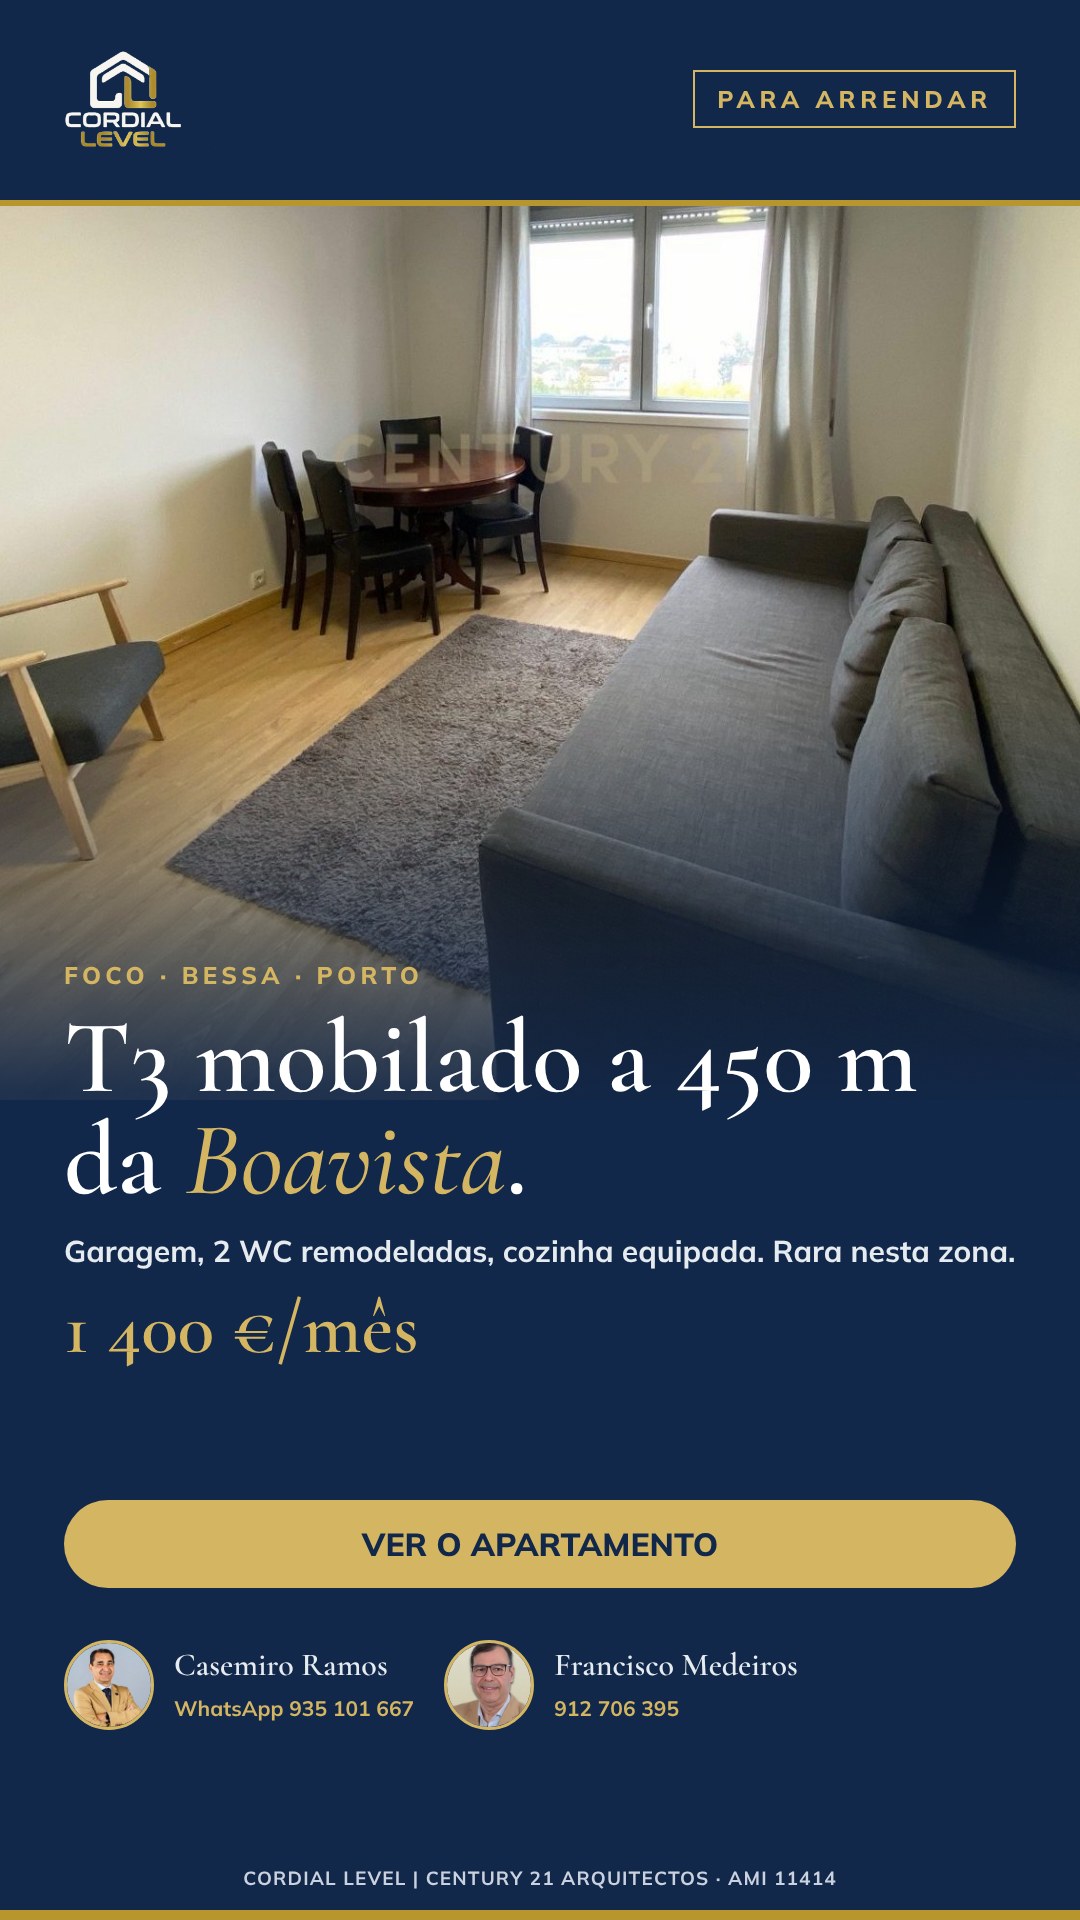 CORDIAL
LEVEL
PARA ARRENDAR
CENTURY 21
FOCO · BESSA · PORTO
T3 mobilado a 450 m
da Boavista.
Garagem, 2 WC remodeladas, cozinha equipada. Rara nesta zona.
1 400 €/mês
VER O APARTAMENTO
Casemiro Ramos
WhatsApp 935 101 667
Francisco Medeiros
912 706 395
CORDIAL LEVEL | CENTURY 21 ARQUITECTOS · AMI 11414